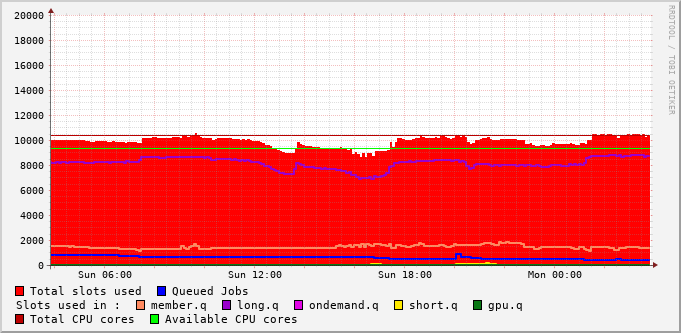 20000
18000
16000
14000
12000
10000
8000
6000
4000
2000
0
Sun 06:00 Sun 12:00 Sun 18:00 Mon 00:00
Total slots used Queued Jobs
Slots used in : member.q long.q ondemand.q short.q gpu.q
Total CPU cores Available CPU cores
RRDTOOL / TOBI OETIKER